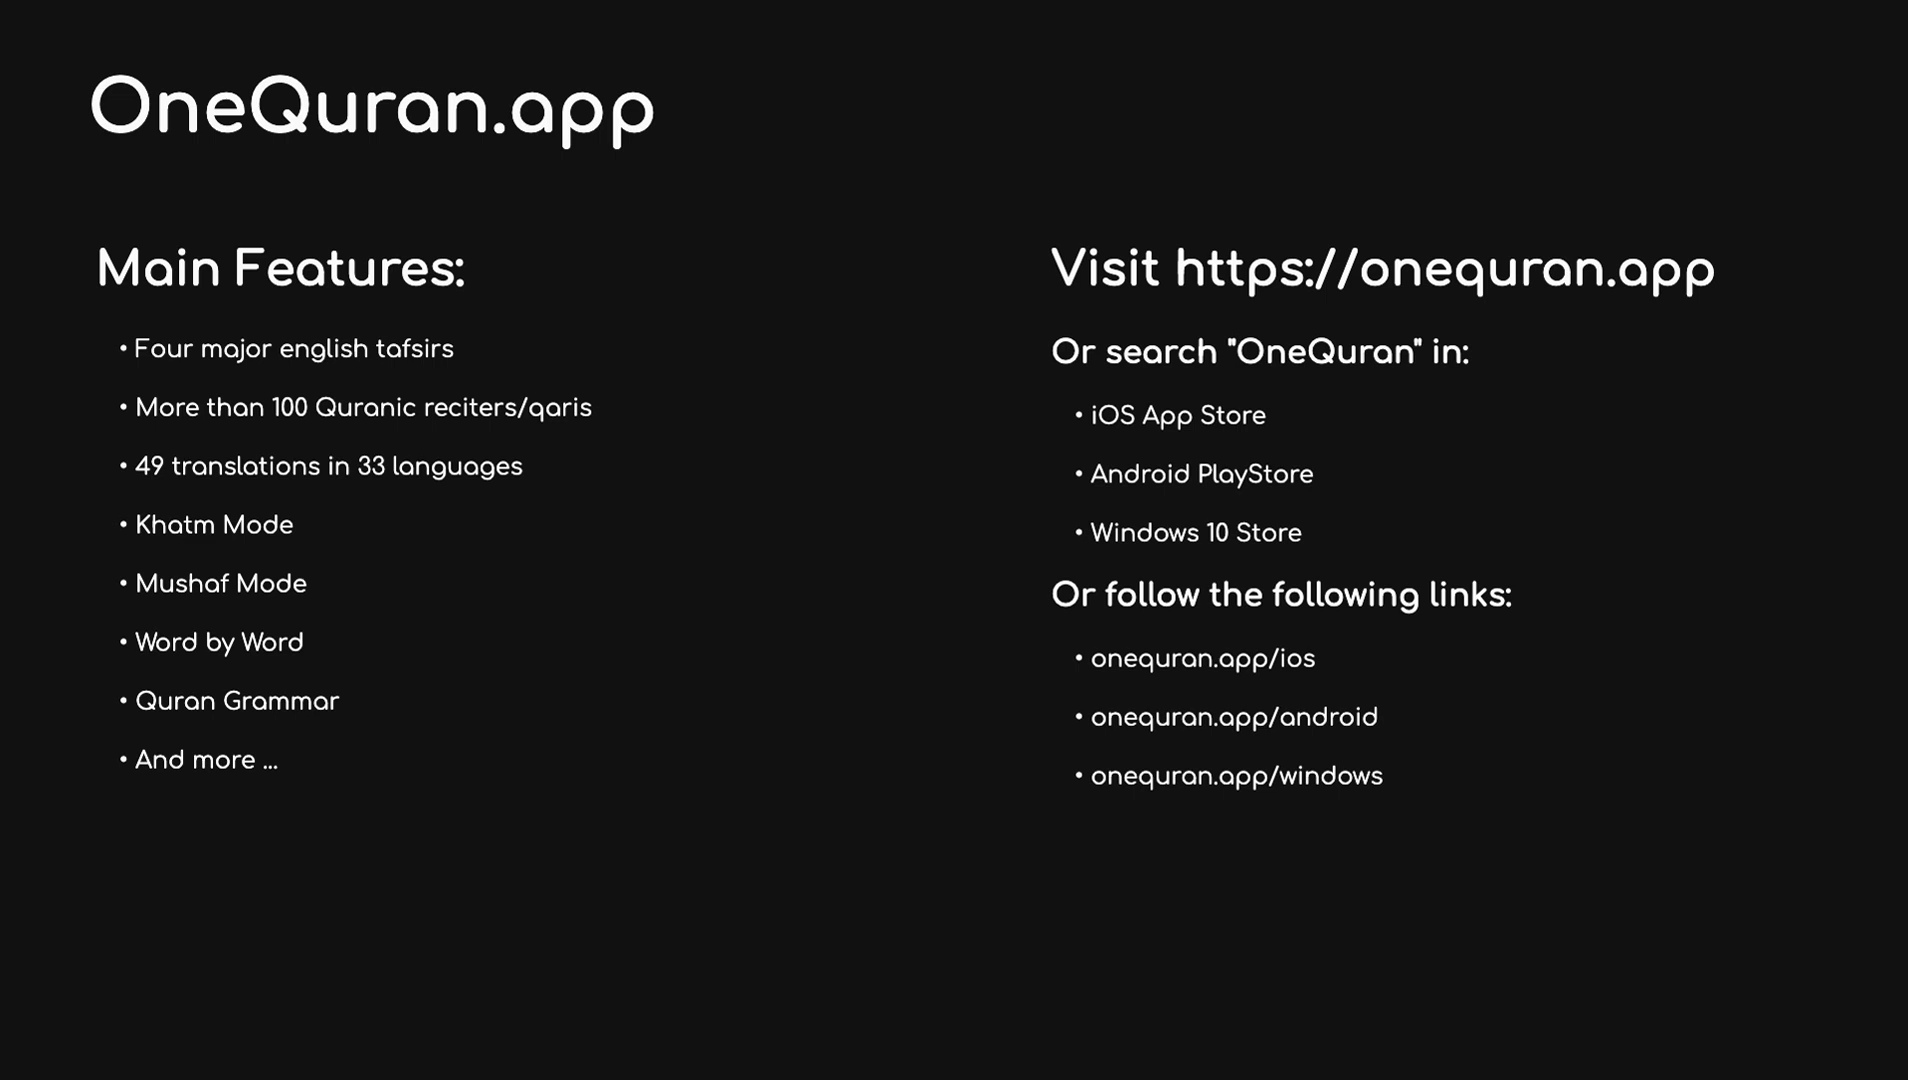 OneQuran.app
Main Features:
• Four major english tafsirs
• More than 100 Quranic reciters/qaris
• 49 translations in 33 languages
• Khatm Mode
• Mushaf Mode
• Word by Word
• Quran Grammar
• And more ...
Visit https://onequran.app
Or search "OneQuran" in:
• iOS App Store
• Android PlayStore
• Windows 10 Store
Or follow the following links:
• onequran.app/ios
• onequran.app/android
• onequran.app/windows